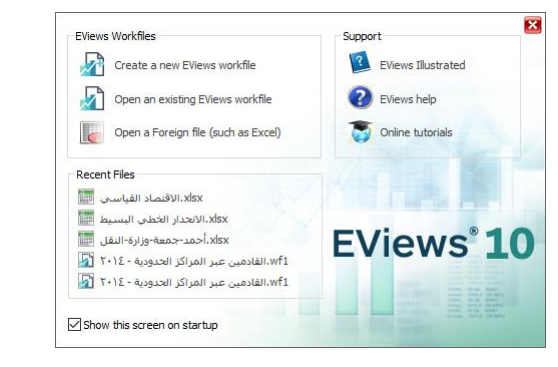 EViews Workfiles
Create a new EViews workfile
Open an existing EViews workfile
Open a Foreign file (such as Excel)
Support
EViews Illustrated
EViews help
Online tutorials
Recent Files
الاقتصاد القياسي.xlsx
الانحدار الخطي البسيط.xlsx
أحمد-جمعة-وزارة-النقل.xlsx
القادمين عبر المراكز الحدودية - ٢٠١٤.wf1
القادمين عبر المراكز الحدودية - ٢٠١٤.wf1
EViews® 10
Show this screen on startup